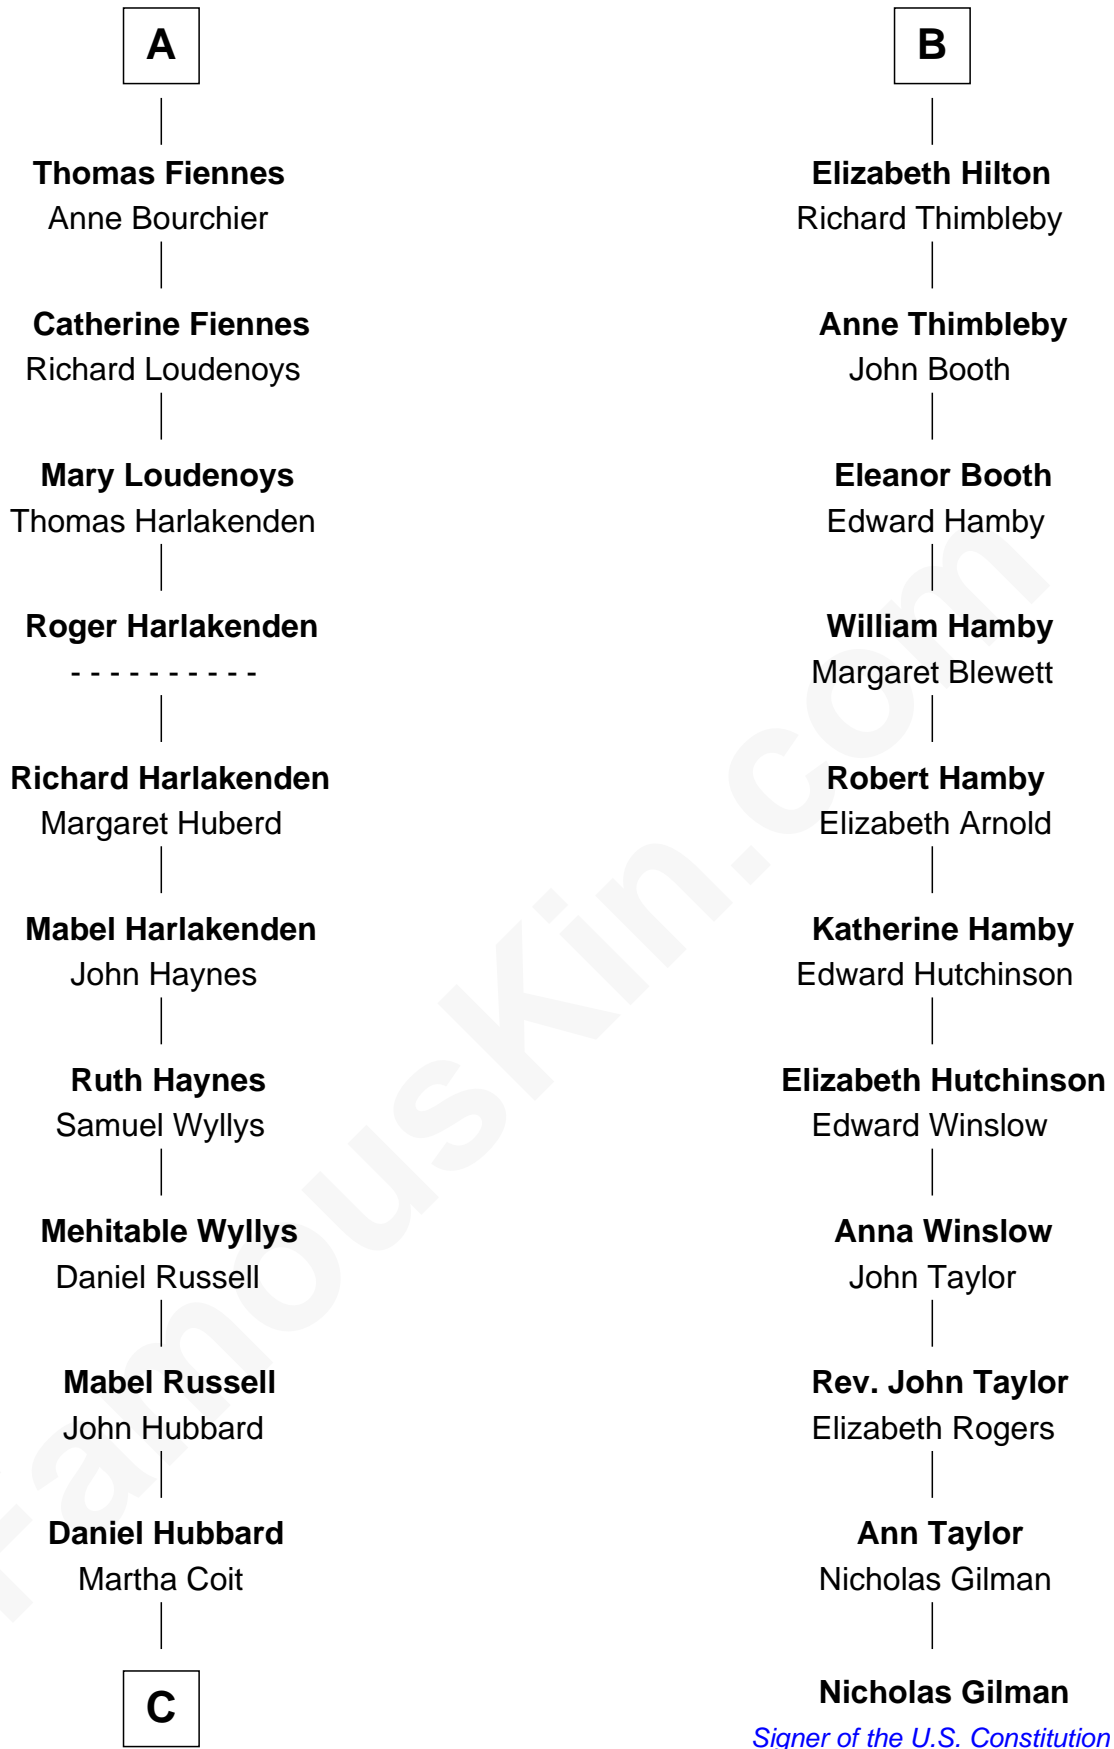 A
Thomas Fiennes
Anne Bourchier
Catherine Fiennes
Richard Loudenoys
Mary Loudenoys
Thomas Harlakenden
Roger Harlakenden
- - - - - - - - - -
Richard Harlakenden
Margaret Huberd
Mabel Harlakenden
John Haynes
Ruth Haynes
Samuel Wyllys
Mehitable Wyllys
Daniel Russell
Mabel Russell
John Hubbard
Daniel Hubbard
Martha Coit
C
B
Elizabeth Hilton
Richard Thimbleby
Anne Thimbleby
John Booth
Eleanor Booth
Edward Hamby
William Hamby
Margaret Blewett
Robert Hamby
Elizabeth Arnold
Katherine Hamby
Edward Hutchinson
Elizabeth Hutchinson
Edward Winslow
Anna Winslow
John Taylor
Rev. John Taylor
Elizabeth Rogers
Ann Taylor
Nicholas Gilman
Nicholas Gilman
Signer of the U.S. Constitution
FamousKin.com